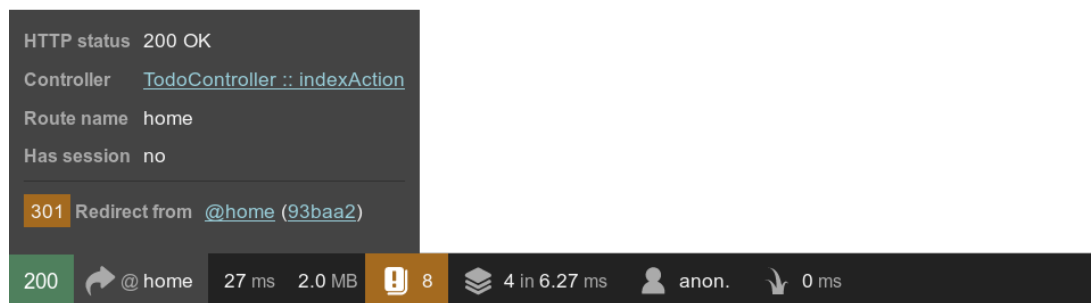 HTTP status 200 OK
Controller TodoController :: indexAction
Route name home
Has session no
301 Redirect from @home (93baa2)
200 @ home 27 ms 2.0 MB 8 4 in 6.27 ms anon. 0 ms